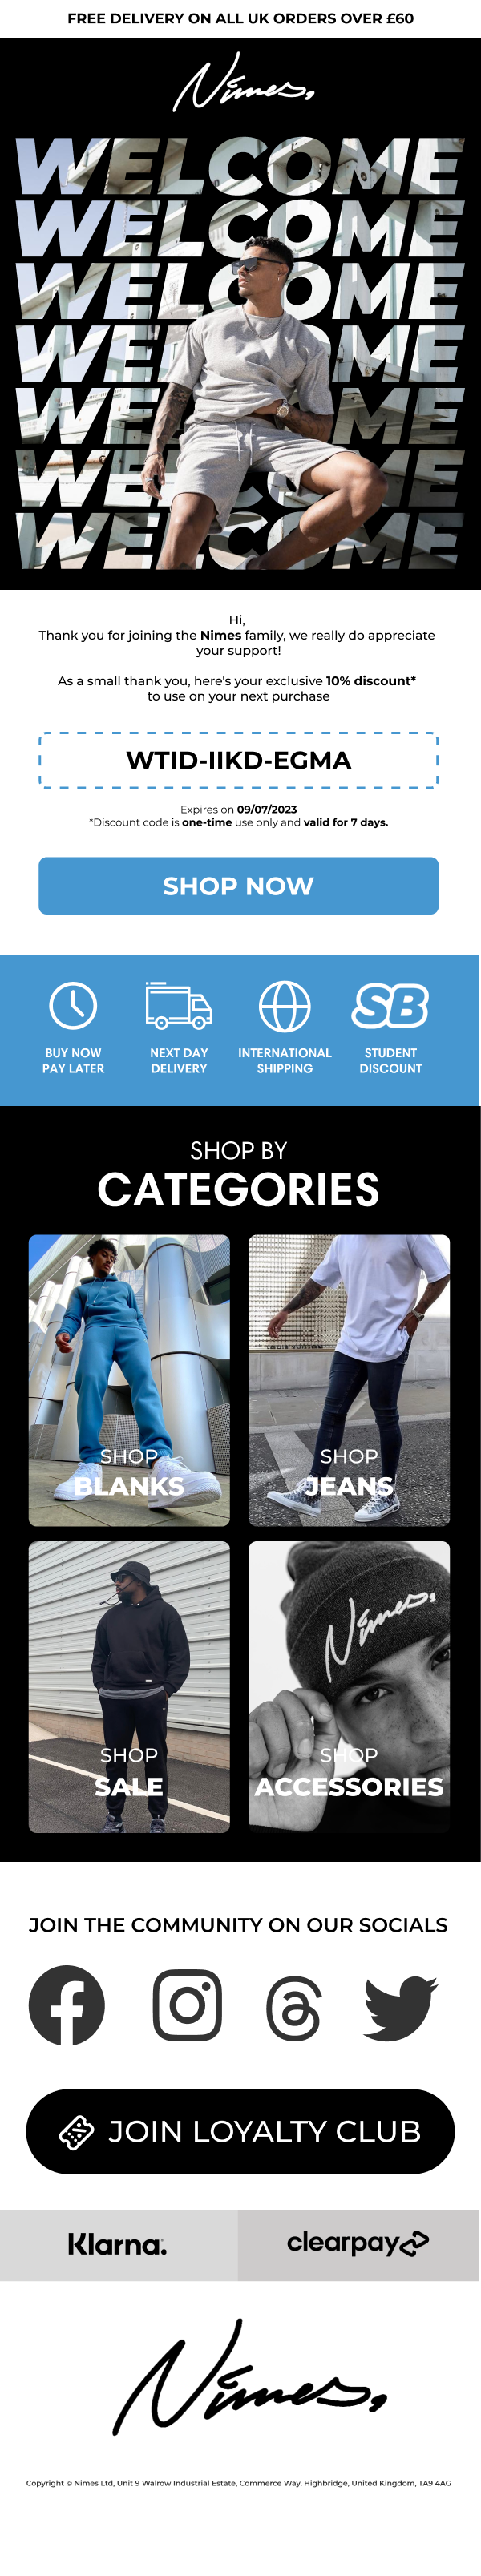 FREE DELIVERY ON ALL UK ORDERS OVER £60
Nimes,
WELCOME
WELCOME
WELCOME
WELCOME
WELCOME
WELCOME
WELCOME
Hi,
Thank you for joining the Nimes family, we really do appreciate
your support!
As a small thank you, here's your exclusive 10% discount*
to use on your next purchase
WTID-IIKD-EGMA
Expires on 09/07/2023
*Discount code is one-time use only and valid for 7 days.
SHOP NOW
SB
BUY NOW
PAY LATER
NEXT DAY
DELIVERY
INTERNATIONAL
SHIPPING
STUDENT
DISCOUNT
SHOP BY
CATEGORIES
SHOP
BLANKS
SHOP
JEANS
SHOP
SALE
Nimes,
SHOP
ACCESSORIES
JOIN THE COMMUNITY ON OUR SOCIALS
JOIN LOYALTY CLUB
Klarna.
clearpay
Nimes,
Copyright © Nimes Ltd, Unit 9 Walrow Industrial Estate, Commerce Way, Highbridge, United Kingdom, TA9 4AG